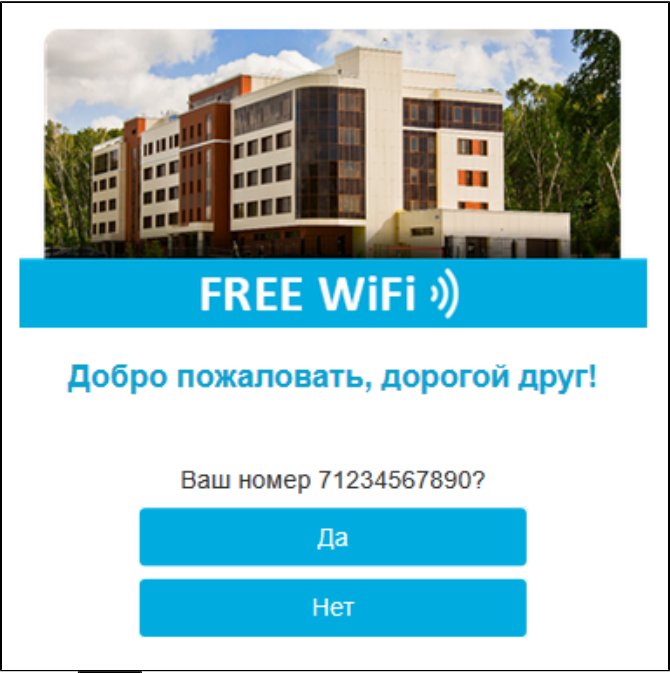 FREE WiFi
Добро пожаловать, дорогой друг!
Ваш номер 71234567890?
Да
Нет